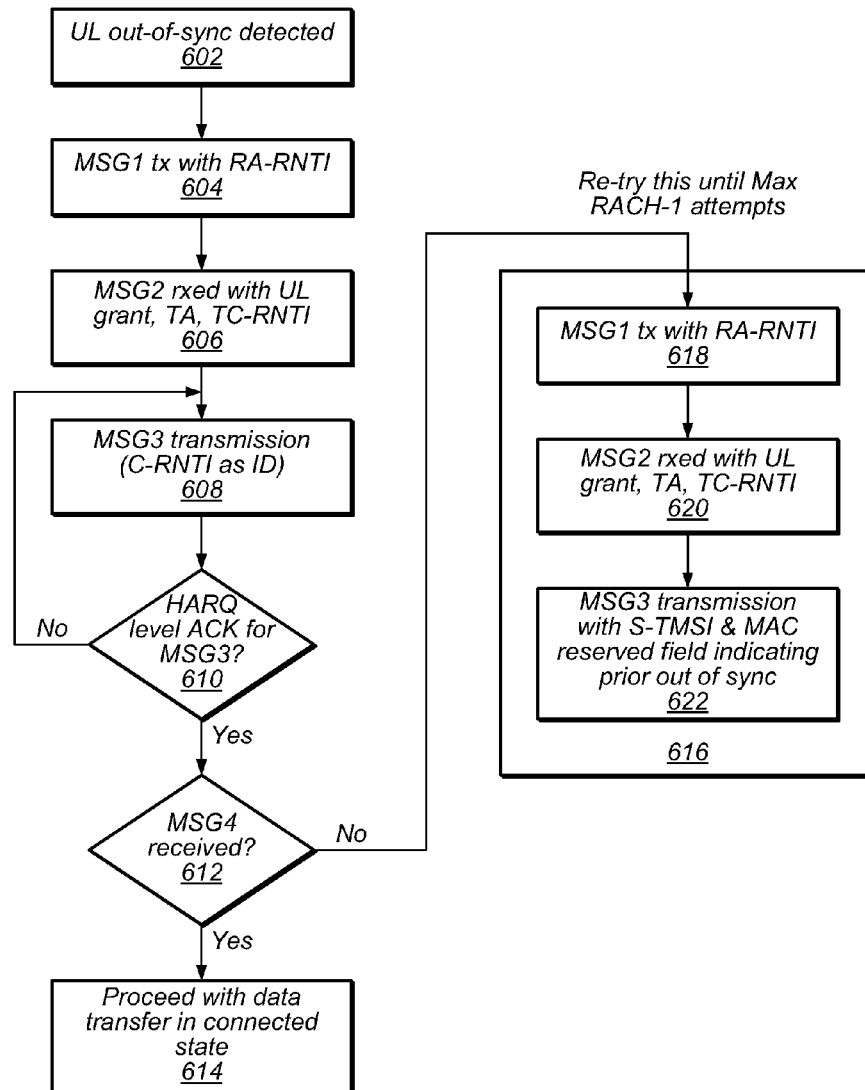 UL out-of-sync detected
602
MSG1 tx with RA-RNTI
604
MSG2 rxed with UL
grant, TA, TC-RNTI
606
MSG3 transmission
(C-RNTI as ID)
608
HARQ
level ACK for
MSG3?
610
No
Yes
MSG4
received?
612
No
Yes
Proceed with data
transfer in connected
state
614
Re-try this until Max
RACH-1 attempts
MSG1 tx with RA-RNTI
618
MSG2 rxed with UL
grant, TA, TC-RNTI
620
MSG3 transmission
with S-TMSI & MAC
reserved field indicating
prior out of sync
622
616